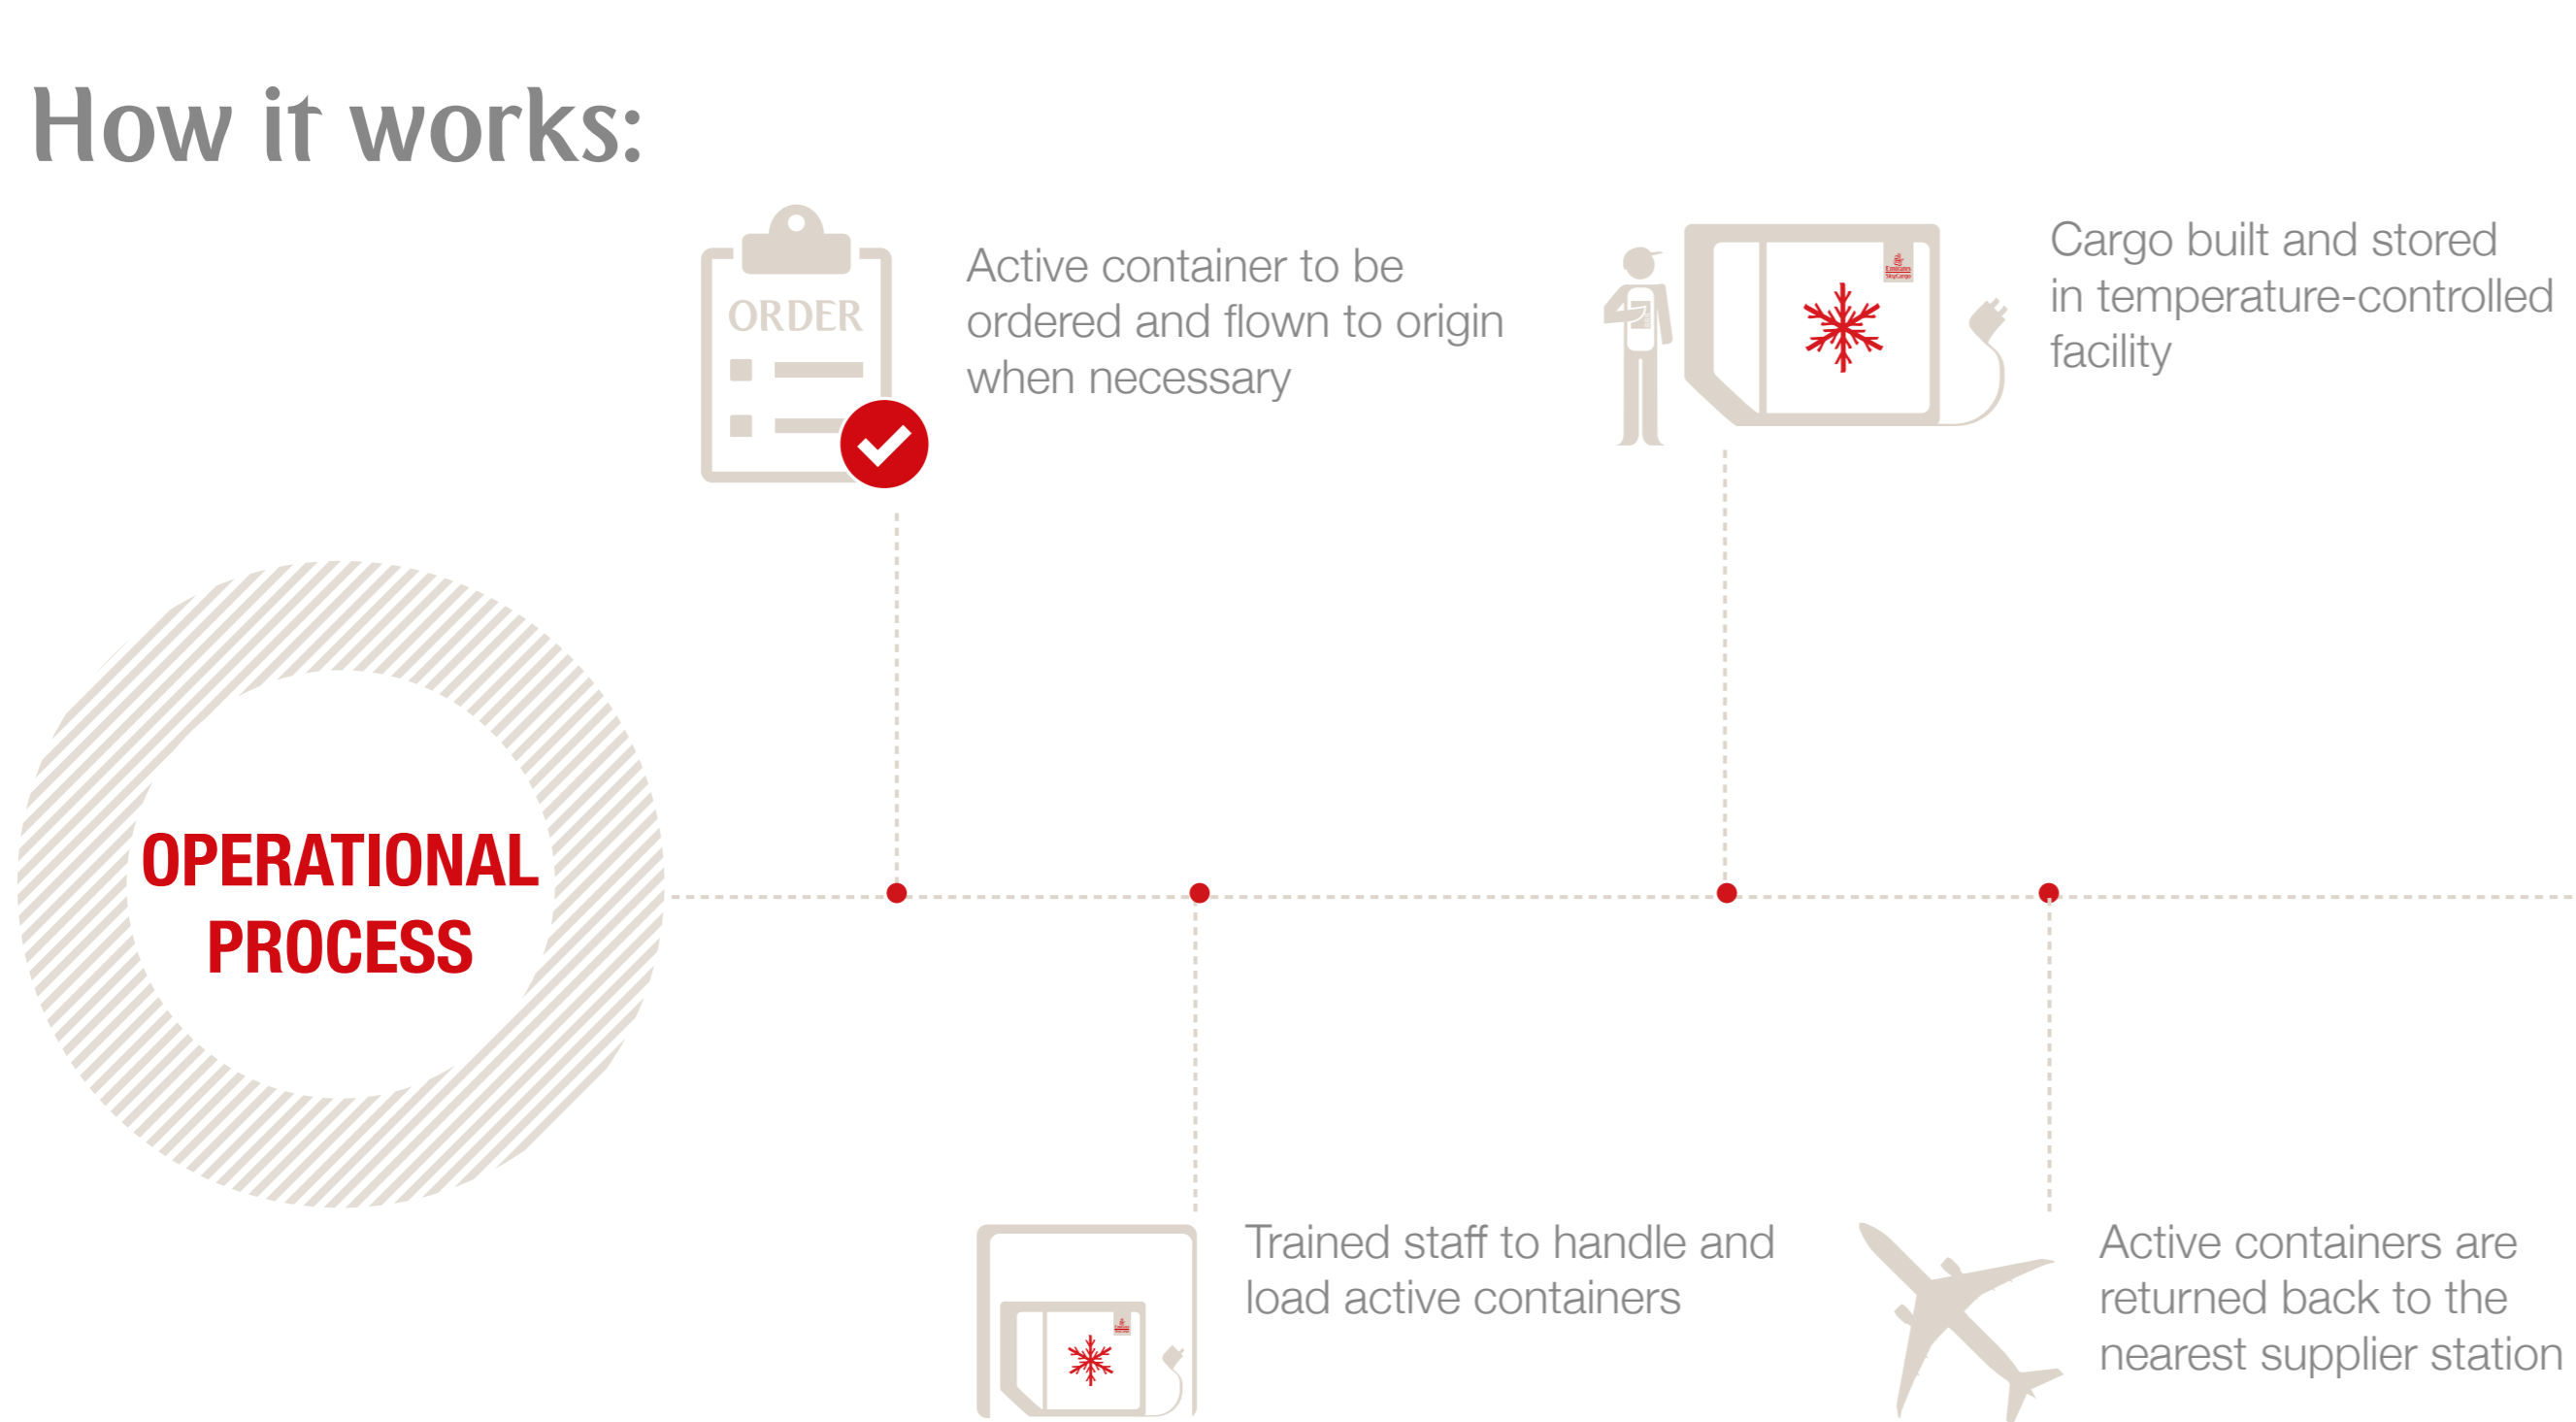 How it works:
ORDER
Active container to be
ordered and flown to origin
when necessary
Emirates
SkyCargo
Cargo built and stored
in temperature-controlled
facility
OPERATIONAL
PROCESS
Trained staff to handle and
load active containers
Active containers are
returned back to the
nearest supplier station